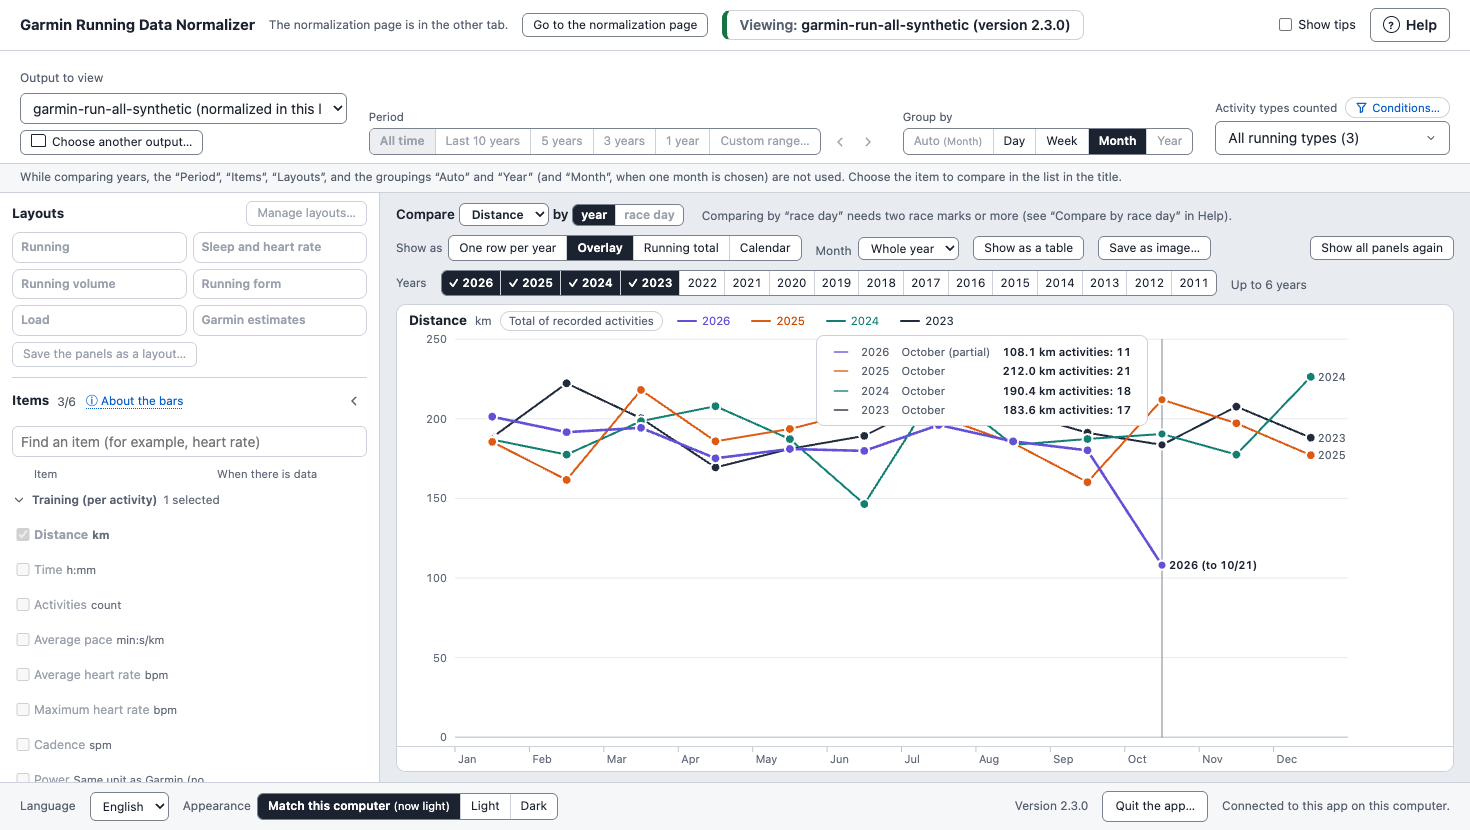 Garmin Running Data Normalizer
The normalization page is in the other tab.
Go to the normalization page
Viewing: garmin-run-all-synthetic (version 2.3.0)
Show tips
Help
Output to view
garmin-run-all-synthetic (normalized in this l
Choose another output...
Period
All time
Last 10 years
5 years
3 years
1 year
Custom range...
Group by
Auto (Month)
Day
Week
Month
Year
Activity types counted
Conditions...
All running types (3)
While comparing years, the “Period”, “Items”, “Layouts”, and the groupings “Auto” and “Year” (and “Month”, when one month is chosen) are not used. Choose the item to compare in the list in the title.
Layouts
Manage layouts...
Running
Sleep and heart rate
Running volume
Running form
Load
Garmin estimates
Save the panels as a layout...
Items 3/6 About the bars
Find an item (for example, heart rate)
Item
When there is data
Training (per activity) 1 selected
Distance km
Time h:mm
Activities count
Average pace min:s/km
Average heart rate bpm
Maximum heart rate bpm
Cadence spm
Power Same unit as Garmin (no
Compare Distance by year race day
Comparing by “race day” needs two race marks or more (see “Compare by race day” in Help).
Show as
One row per year
Overlay
Running total
Calendar
Month
Whole year
Show as a table
Save as image...
Show all panels again
Years
2026
2025
2024
2023
2022
2021
2020
2019
2018
2017
2016
2015
2014
2013
2012
2011
Up to 6 years
Distance km
Total of recorded activities
2026
2025
2024
2023
2026 October (partial) 108.1 km activities: 11
2025 October 212.0 km activities: 21
2024 October 190.4 km activities: 18
2023 October 183.6 km activities: 17
250
200
150
100
50
0
2024
2023
2025
2026 (to 10/21)
Jan
Feb
Mar
Apr
May
Jun
Jul
Aug
Sep
Oct
Nov
Dec
Language
English
Appearance
Match this computer (now light)
Light
Dark
Version 2.3.0
Quit the app...
Connected to this app on this computer.